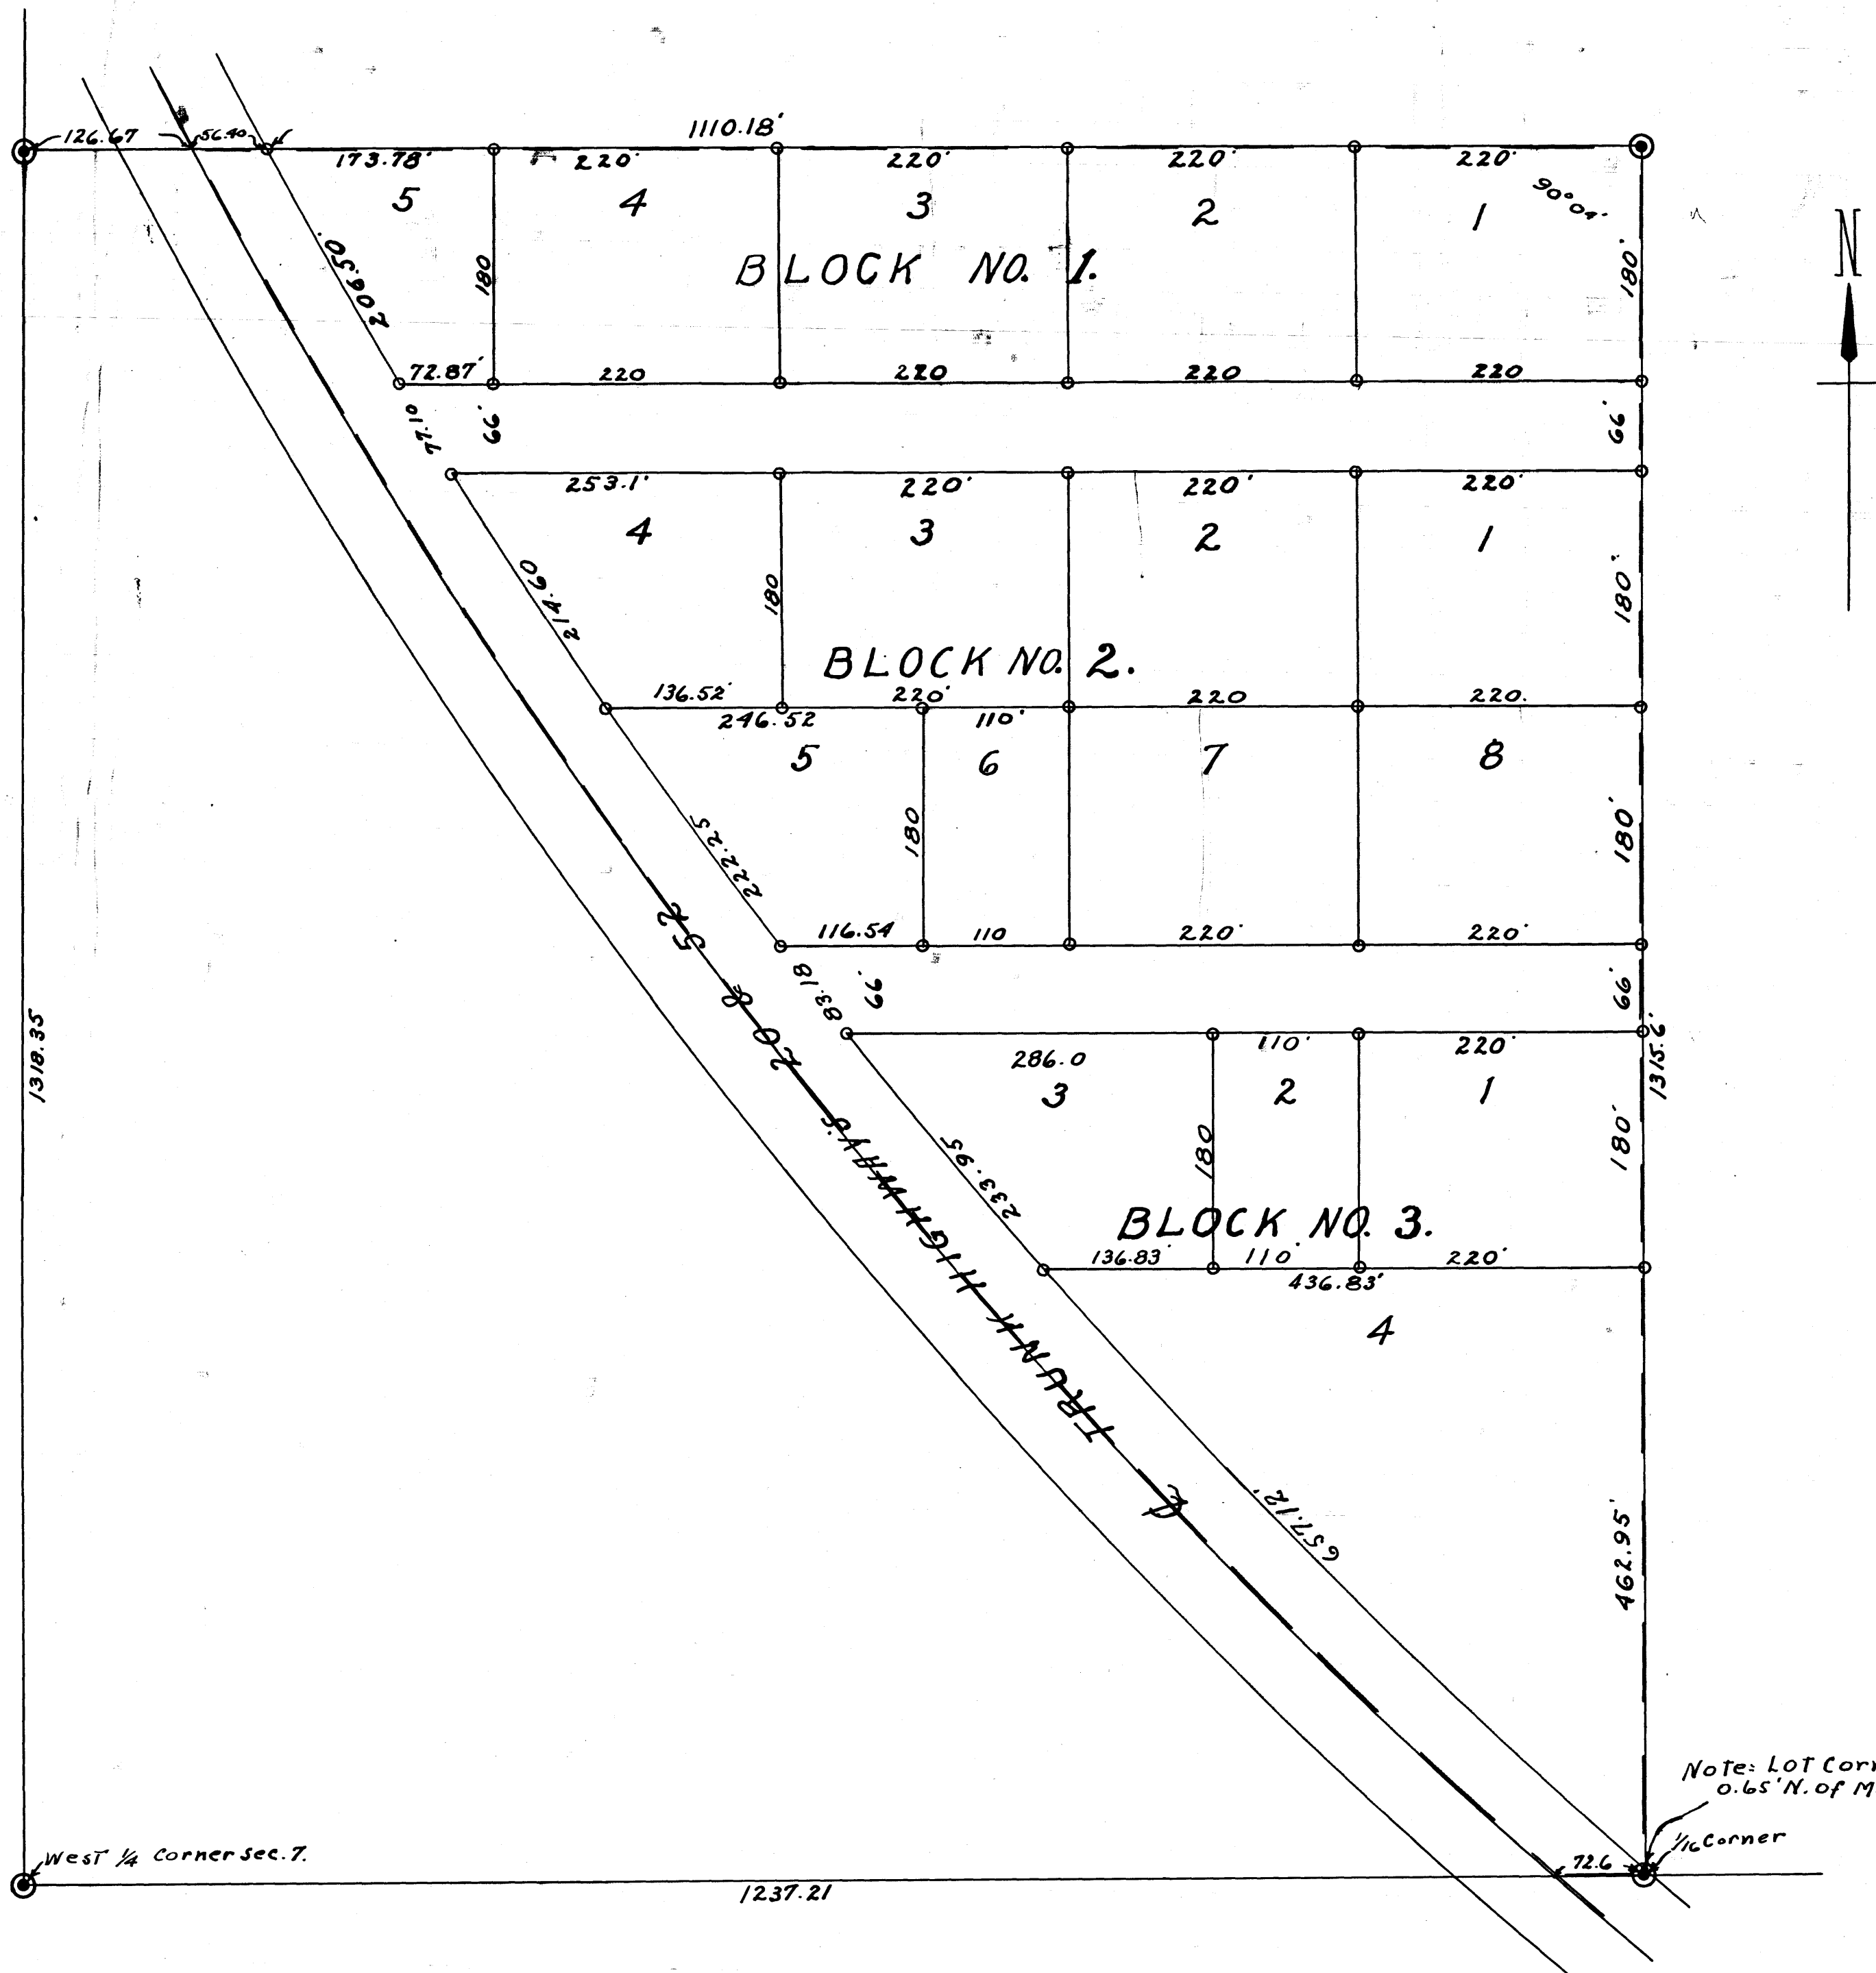 126.67 56.40 1110.18'
173.78' 220' 220' 220' 220'
5 4 3 2 1 90°04'
N
206.50' 180 180'
BLOCK NO. 1.
72.87' 220 220 220 220
77.10 66' 66'
253.1' 220' 220' 220'
4 3 2 1
214.60 180 180'
BLOCK NO. 2.
136.52' 220' 220 220.
246.52 110'
5 6 7 8
222.25 180 180'
116.54 110 220' 220'
83.18 66' 66'
1318.35 1315.6'
286.0 110' 220'
3 2 1
233.95 180 180'
BLOCK NO. 3.
136.83' 110' 220'
436.83'
4
℄ TRUNK HIGHWAYS 20 & 52
657.12'
462.95'
Note: LOT Corn
0.65' N. of M
West 1/4 Corner sec. 7.
1/16 Corner
72.6
1237.21